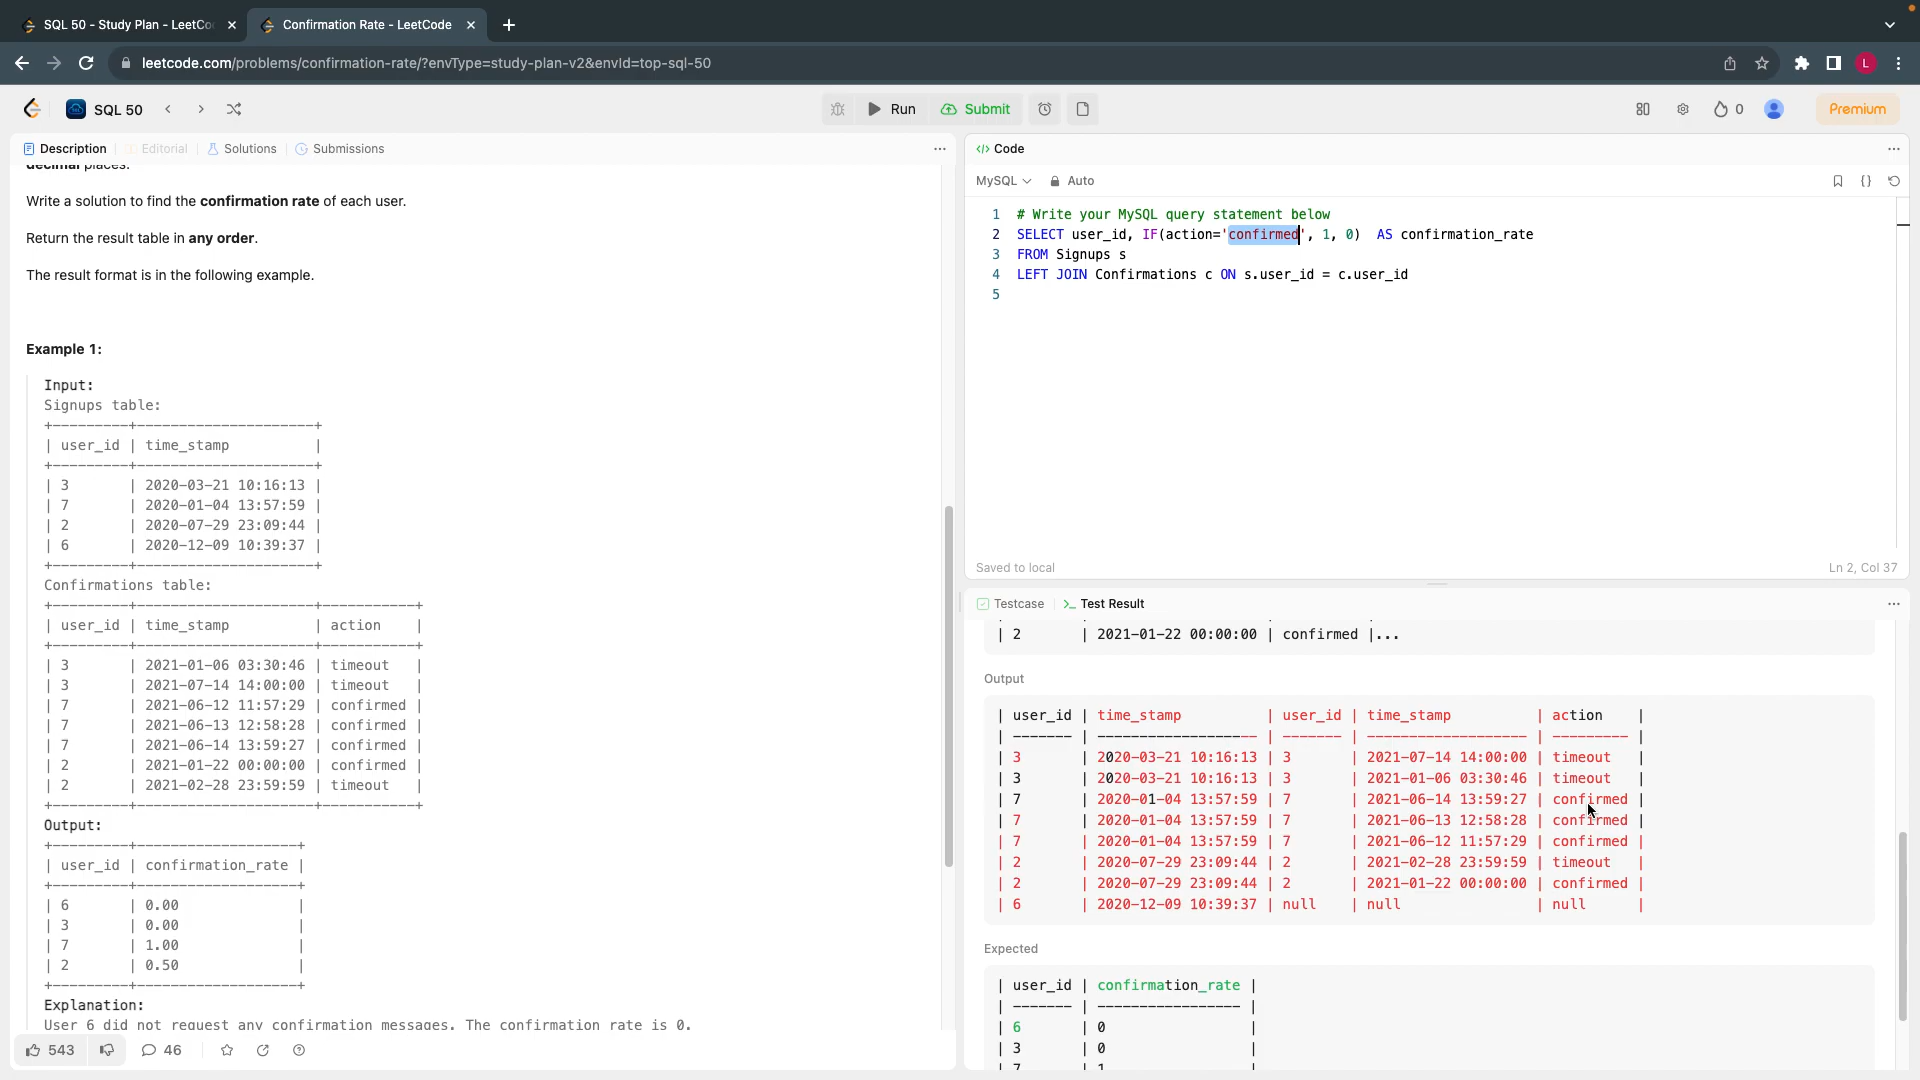 SQL 50 - Study Plan - LeetCo
Confirmation Rate - LeetCode
leetcode.com/problems/confirmation-rate/?envType=study-plan-v2&envId=top-sql-50
L
SQL 50
Run
Submit
0
Premium
Description
Editorial
Solutions
Submissions
decimal places.
Write a solution to find the confirmation rate of each user.
Return the result table in any order.
The result format is in the following example.
Example 1:
Input:
Signups table:
+---------+---------------------+
| user_id | time_stamp          |
+---------+---------------------+
| 3       | 2020-03-21 10:16:13 |
| 7       | 2020-01-04 13:57:59 |
| 2       | 2020-07-29 23:09:44 |
| 6       | 2020-12-09 10:39:37 |
+---------+---------------------+
Confirmations table:
+---------+---------------------+-----------+
| user_id | time_stamp          | action    |
+---------+---------------------+-----------+
| 3       | 2021-01-06 03:30:46 | timeout   |
| 3       | 2021-07-14 14:00:00 | timeout   |
| 7       | 2021-06-12 11:57:29 | confirmed |
| 7       | 2021-06-13 12:58:28 | confirmed |
| 7       | 2021-06-14 13:59:27 | confirmed |
| 2       | 2021-01-22 00:00:00 | confirmed |
| 2       | 2021-02-28 23:59:59 | timeout   |
+---------+---------------------+-----------+
Output:
+---------+-------------------+
| user_id | confirmation_rate |
+---------+-------------------+
| 6       | 0.00              |
| 3       | 0.00              |
| 7       | 1.00              |
| 2       | 0.50              |
+---------+-------------------+
Explanation:
User 6 did not request any confirmation messages. The confirmation rate is 0.
543
46
Code
MySQL
Auto
1 # Write your MySQL query statement below
2 SELECT user_id, IF(action='confirmed', 1, 0)  AS confirmation_rate
3 FROM Signups s
4 LEFT JOIN Confirmations c ON s.user_id = c.user_id
5
Saved to local
Ln 2, Col 37
Testcase
Test Result
| 2       | 2021-01-22 00:00:00 | confirmed |...
Output
| user_id | time_stamp          | user_id | time_stamp          | action    |
| ------- | ------------------- | ------- | ------------------- | --------- |
| 3       | 2020-03-21 10:16:13 | 3       | 2021-07-14 14:00:00 | timeout   |
| 3       | 2020-03-21 10:16:13 | 3       | 2021-01-06 03:30:46 | timeout   |
| 7       | 2020-01-04 13:57:59 | 7       | 2021-06-14 13:59:27 | confirmed |
| 7       | 2020-01-04 13:57:59 | 7       | 2021-06-13 12:58:28 | confirmed |
| 7       | 2020-01-04 13:57:59 | 7       | 2021-06-12 11:57:29 | confirmed |
| 2       | 2020-07-29 23:09:44 | 2       | 2021-02-28 23:59:59 | timeout   |
| 2       | 2020-07-29 23:09:44 | 2       | 2021-01-22 00:00:00 | confirmed |
| 6       | 2020-12-09 10:39:37 | null    | null                | null      |
Expected
| user_id | confirmation_rate |
| ------- | ----------------- |
| 6       | 0                 |
| 3       | 0                 |
| 7       | 1                 |